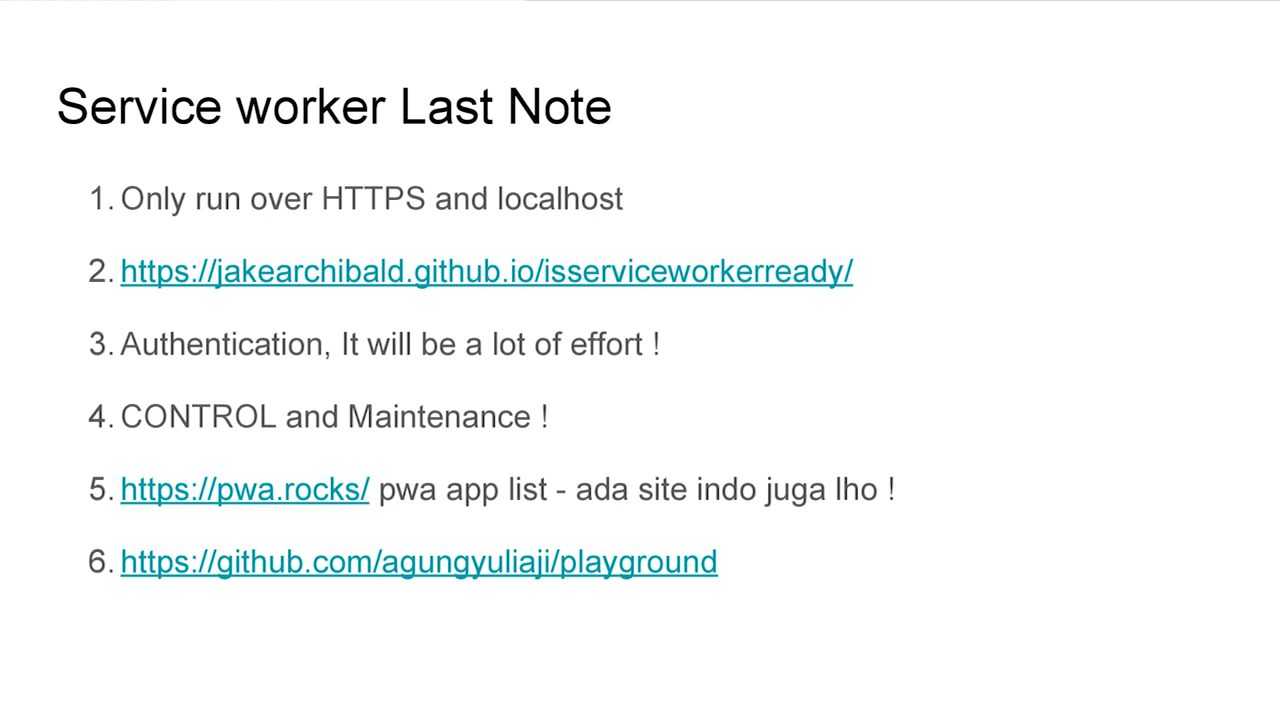 Service worker Last Note
1. Only run over HTTPS and localhost
2. https://jakearchibald.github.io/isserviceworkerready/
3. Authentication, It will be a lot of effort !
4. CONTROL and Maintenance !
5. https://pwa.rocks/ pwa app list - ada site indo juga lho !
6. https://github.com/agungyuliaji/playground